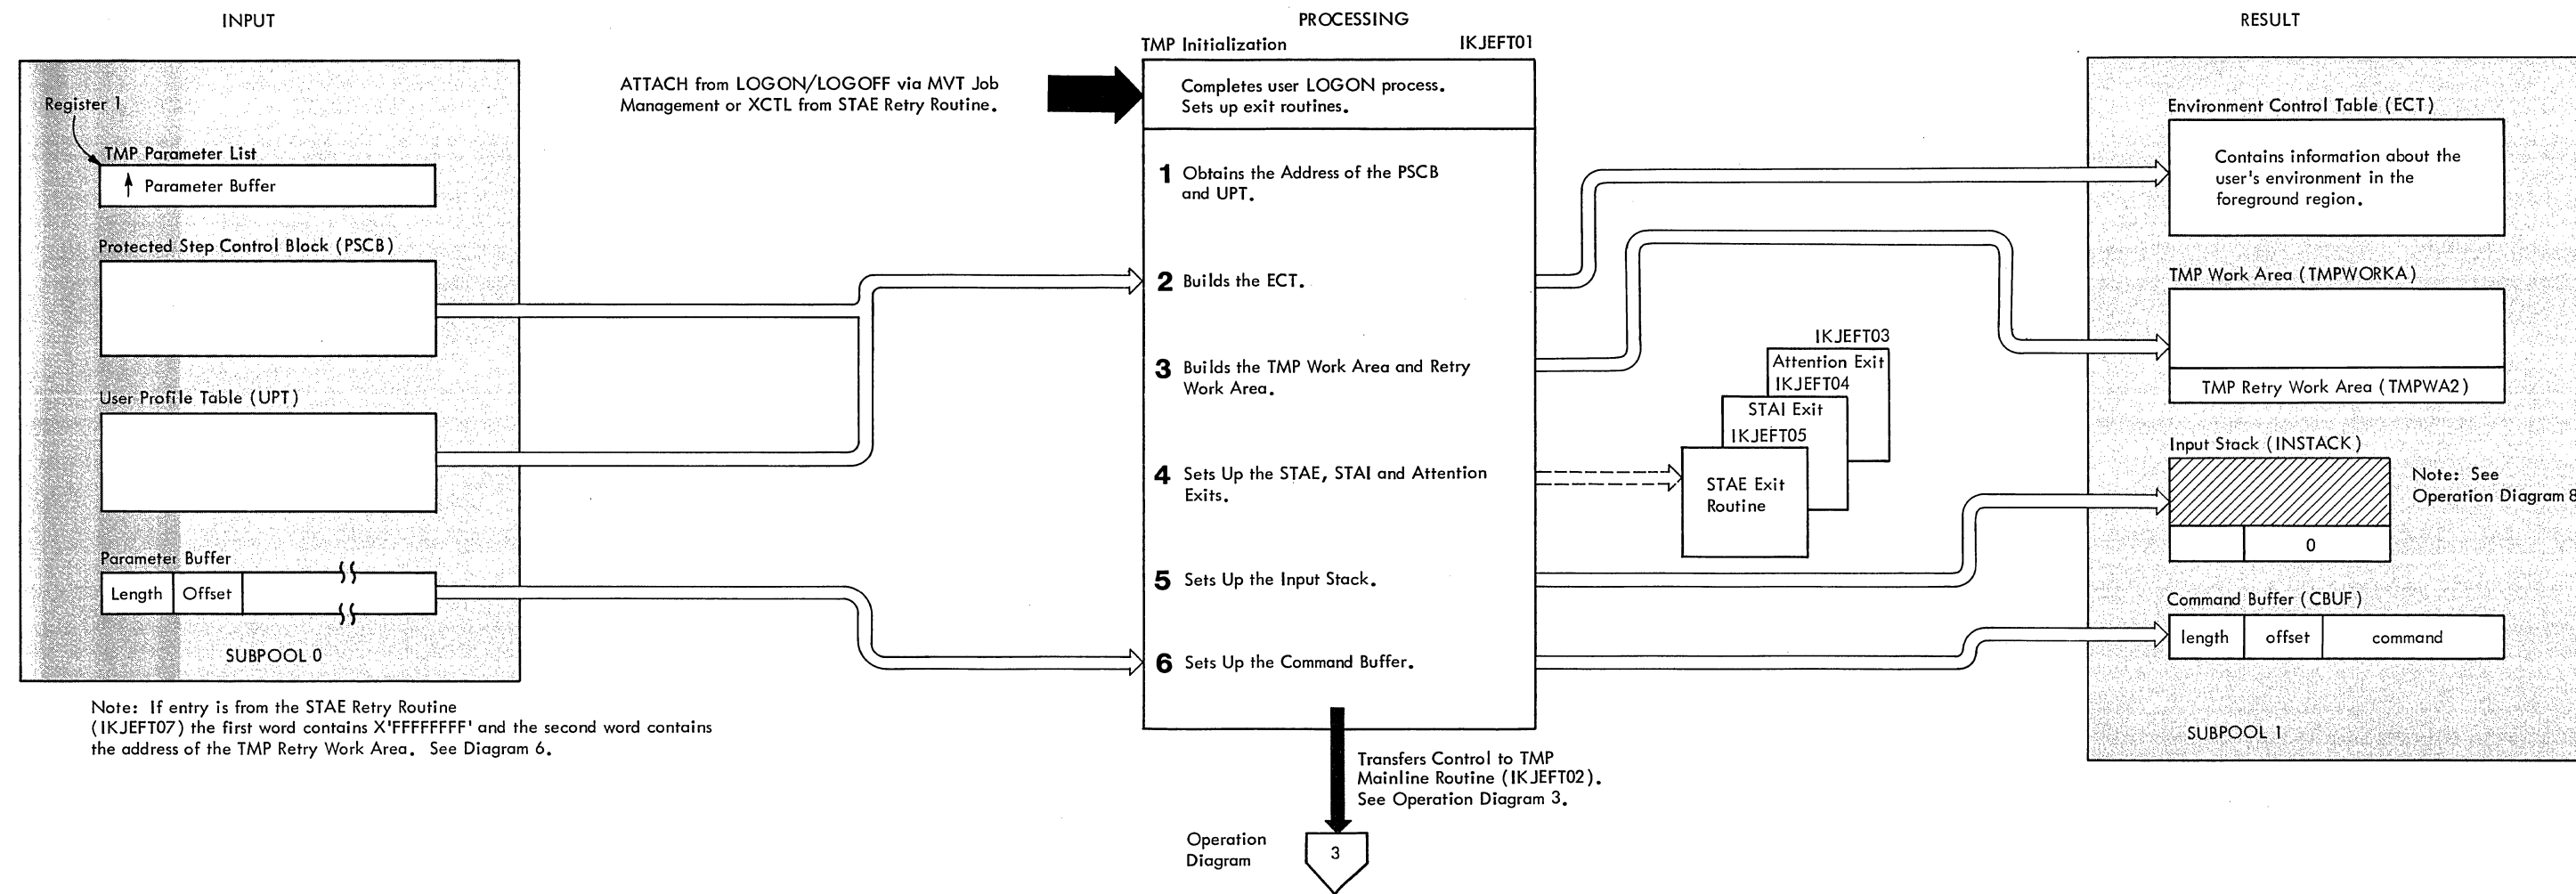 INPUT
PROCESSING
RESULT
TMP Initialization IKJEFT01
Register 1
TMP Parameter List
Parameter Buffer
Protected Step Control Block (PSCB)
User Profile Table (UPT)
Parameter Buffer
Length Offset
SUBPOOL 0
Note: If entry is from the STAE Retry Routine
(IKJEFT07) the first word contains X'FFFFFFFF' and the second word contains
the address of the TMP Retry Work Area. See Diagram 6.
ATTACH from LOGON/LOGOFF via MVT Job
Management or XCTL from STAE Retry Routine.
Completes user LOGON process.
Sets up exit routines.
1 Obtains the Address of the PSCB
and UPT.
2 Builds the ECT.
3 Builds the TMP Work Area and Retry
Work Area.
4 Sets Up the STAE, STAI and Attention
Exits.
5 Sets Up the Input Stack.
6 Sets Up the Command Buffer.
Transfers Control to TMP
Mainline Routine (IKJEFT02).
See Operation Diagram 3.
Operation
Diagram
3
IKJEFT03
Attention Exit
IKJEFT04
STAI Exit
IKJEFT05
STAE Exit
Routine
Environment Control Table (ECT)
Contains information about the
user's environment in the
foreground region.
TMP Work Area (TMPWORKA)
TMP Retry Work Area (TMPWA2)
Input Stack (INSTACK)
0
Note: See
Operation Diagram 8
Command Buffer (CBUF)
length offset command
SUBPOOL 1